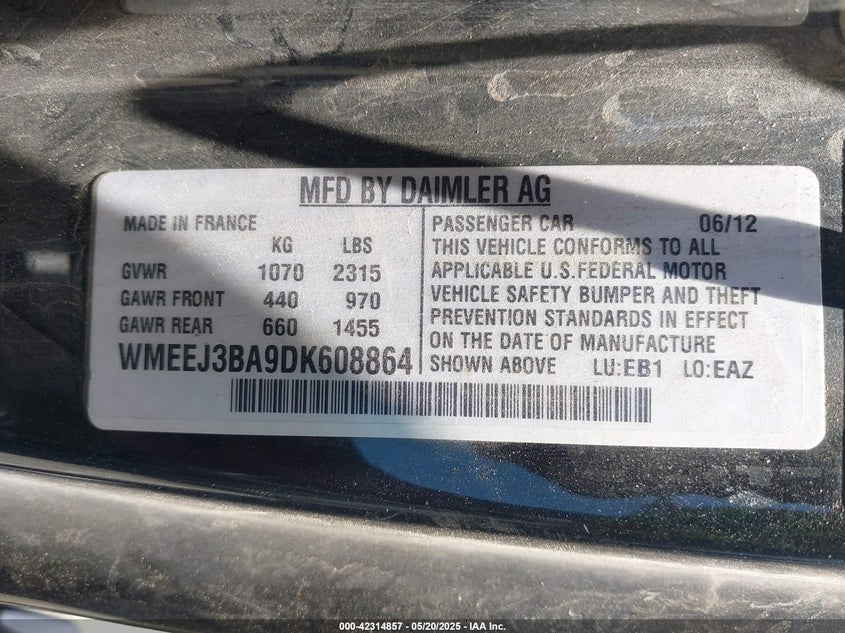 MFD BY DAIMLER AG
MADE IN FRANCE
KG LBS
GVWR 1070 2315
GAWR FRONT 440 970
GAWR REAR 660 1455
WMEEJ3BA9DK608864
PASSENGER CAR 06/12
THIS VEHICLE CONFORMS TO ALL
APPLICABLE U.S.FEDERAL MOTOR
VEHICLE SAFETY BUMPER AND THEFT
PREVENTION STANDARDS IN EFFECT
ON THE DATE OF MANUFACTURE
SHOWN ABOVE LU:EB1 LO:EAZ
000-42314857 - 05/20/2025 - IAA Inc.